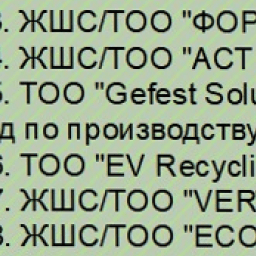 3. ЖШС/ТОО "ФОР
4. ЖШС/ТОО "АСТ
5. ТОО "Gefest Solu
д по производству
6. ТОО "EV Recycli
7. ЖШС/ТОО "VER
8. ЖШС/ТОО "ECO